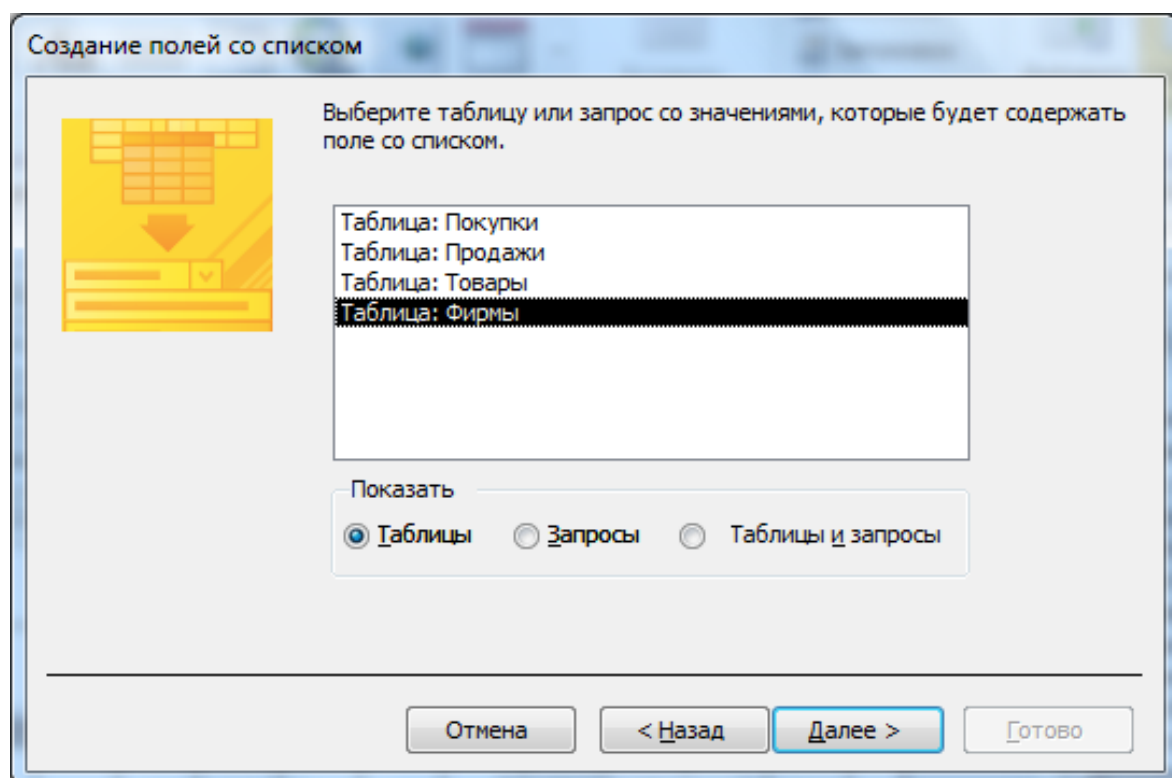 Создание полей со списком
Выберите таблицу или запрос со значениями, которые будет содержать
поле со списком.
Таблица: Покупки
Таблица: Продажи
Таблица: Товары
Таблица: Фирмы
Показать
Таблицы Запросы Таблицы и запросы
Отмена < Назад Далее > Готово